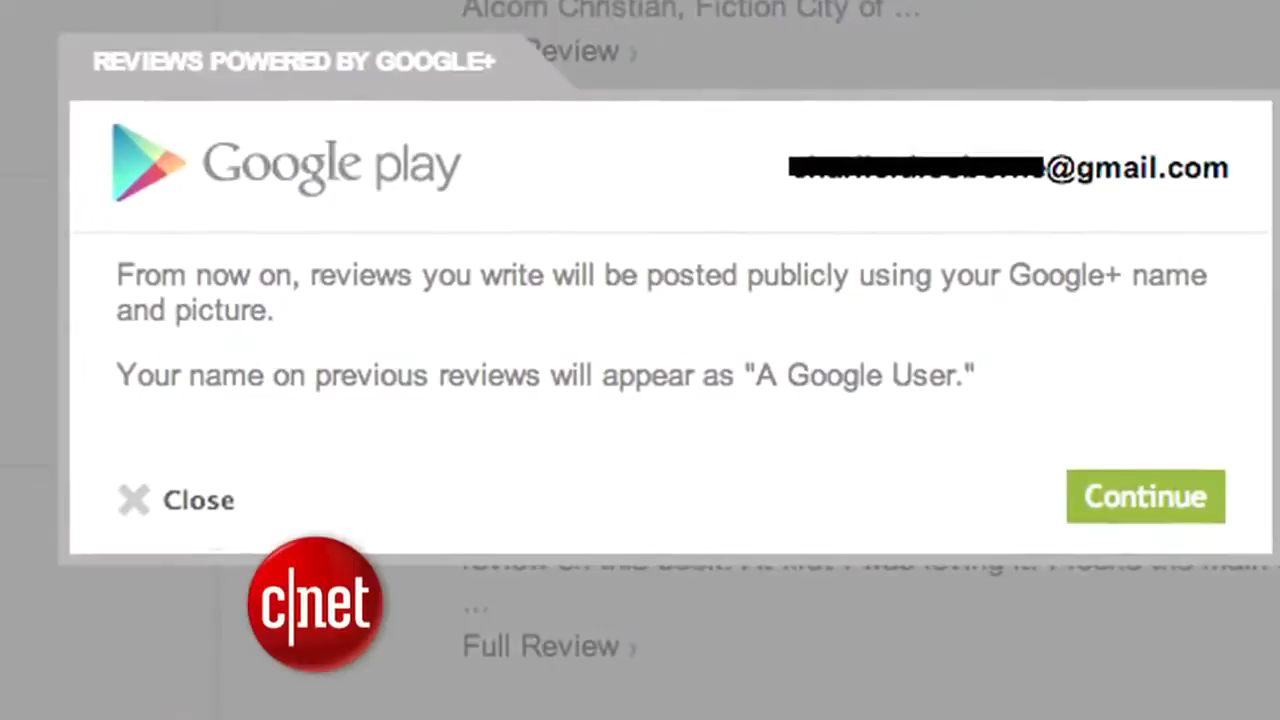 Alcorn Christian, Fiction City of ...
Review ›
REVIEWS POWERED BY GOOGLE+
Google play
@gmail.com
From now on, reviews you write will be posted publicly using your Google+ name
and picture.
Your name on previous reviews will appear as "A Google User."
Close
Continue
c|net
...
Full Review ›